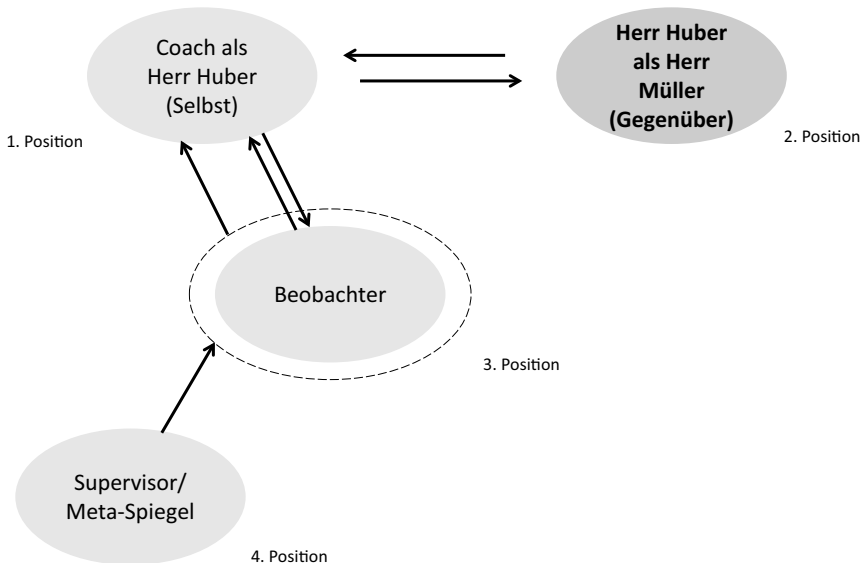 Coach als
Herr Huber
(Selbst)
1. Position
Herr Huber
als Herr
Müller
(Gegenüber)
2. Position
Beobachter
3. Position
Supervisor/
Meta-Spiegel
4. Position